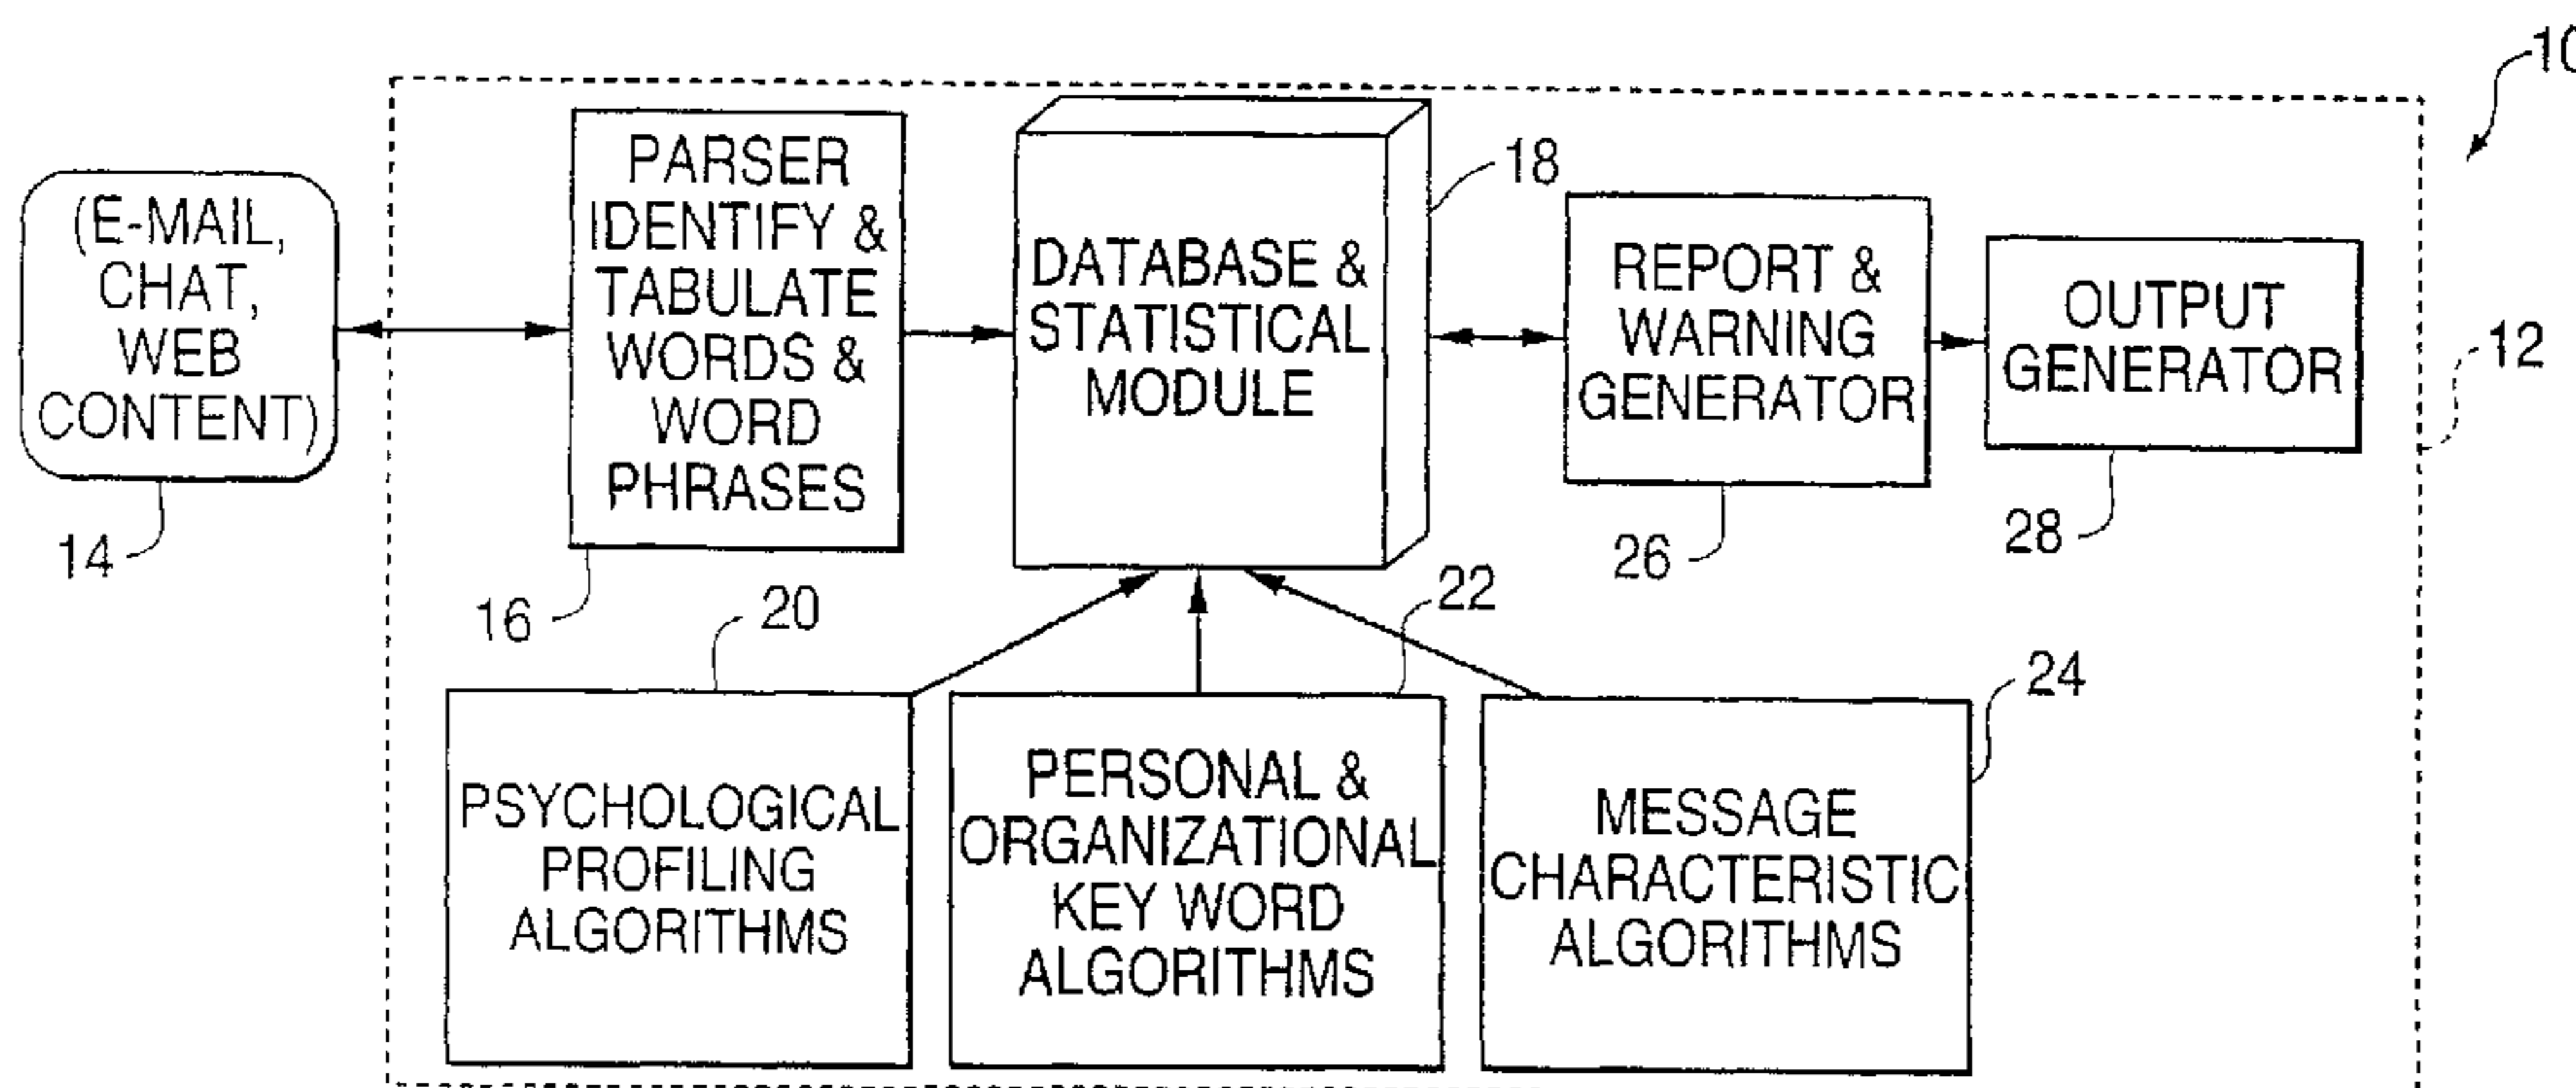 10
(E-MAIL,
CHAT,
WEB
CONTENT)
14
PARSER
IDENTIFY &
TABULATE
WORDS &
WORD
PHRASES
16
DATABASE &
STATISTICAL
MODULE
18
REPORT &
WARNING
GENERATOR
26
OUTPUT
GENERATOR
28
12
20
PSYCHOLOGICAL
PROFILING
ALGORITHMS
22
PERSONAL &
ORGANIZATIONAL
KEY WORD
ALGORITHMS
24
MESSAGE
CHARACTERISTIC
ALGORITHMS